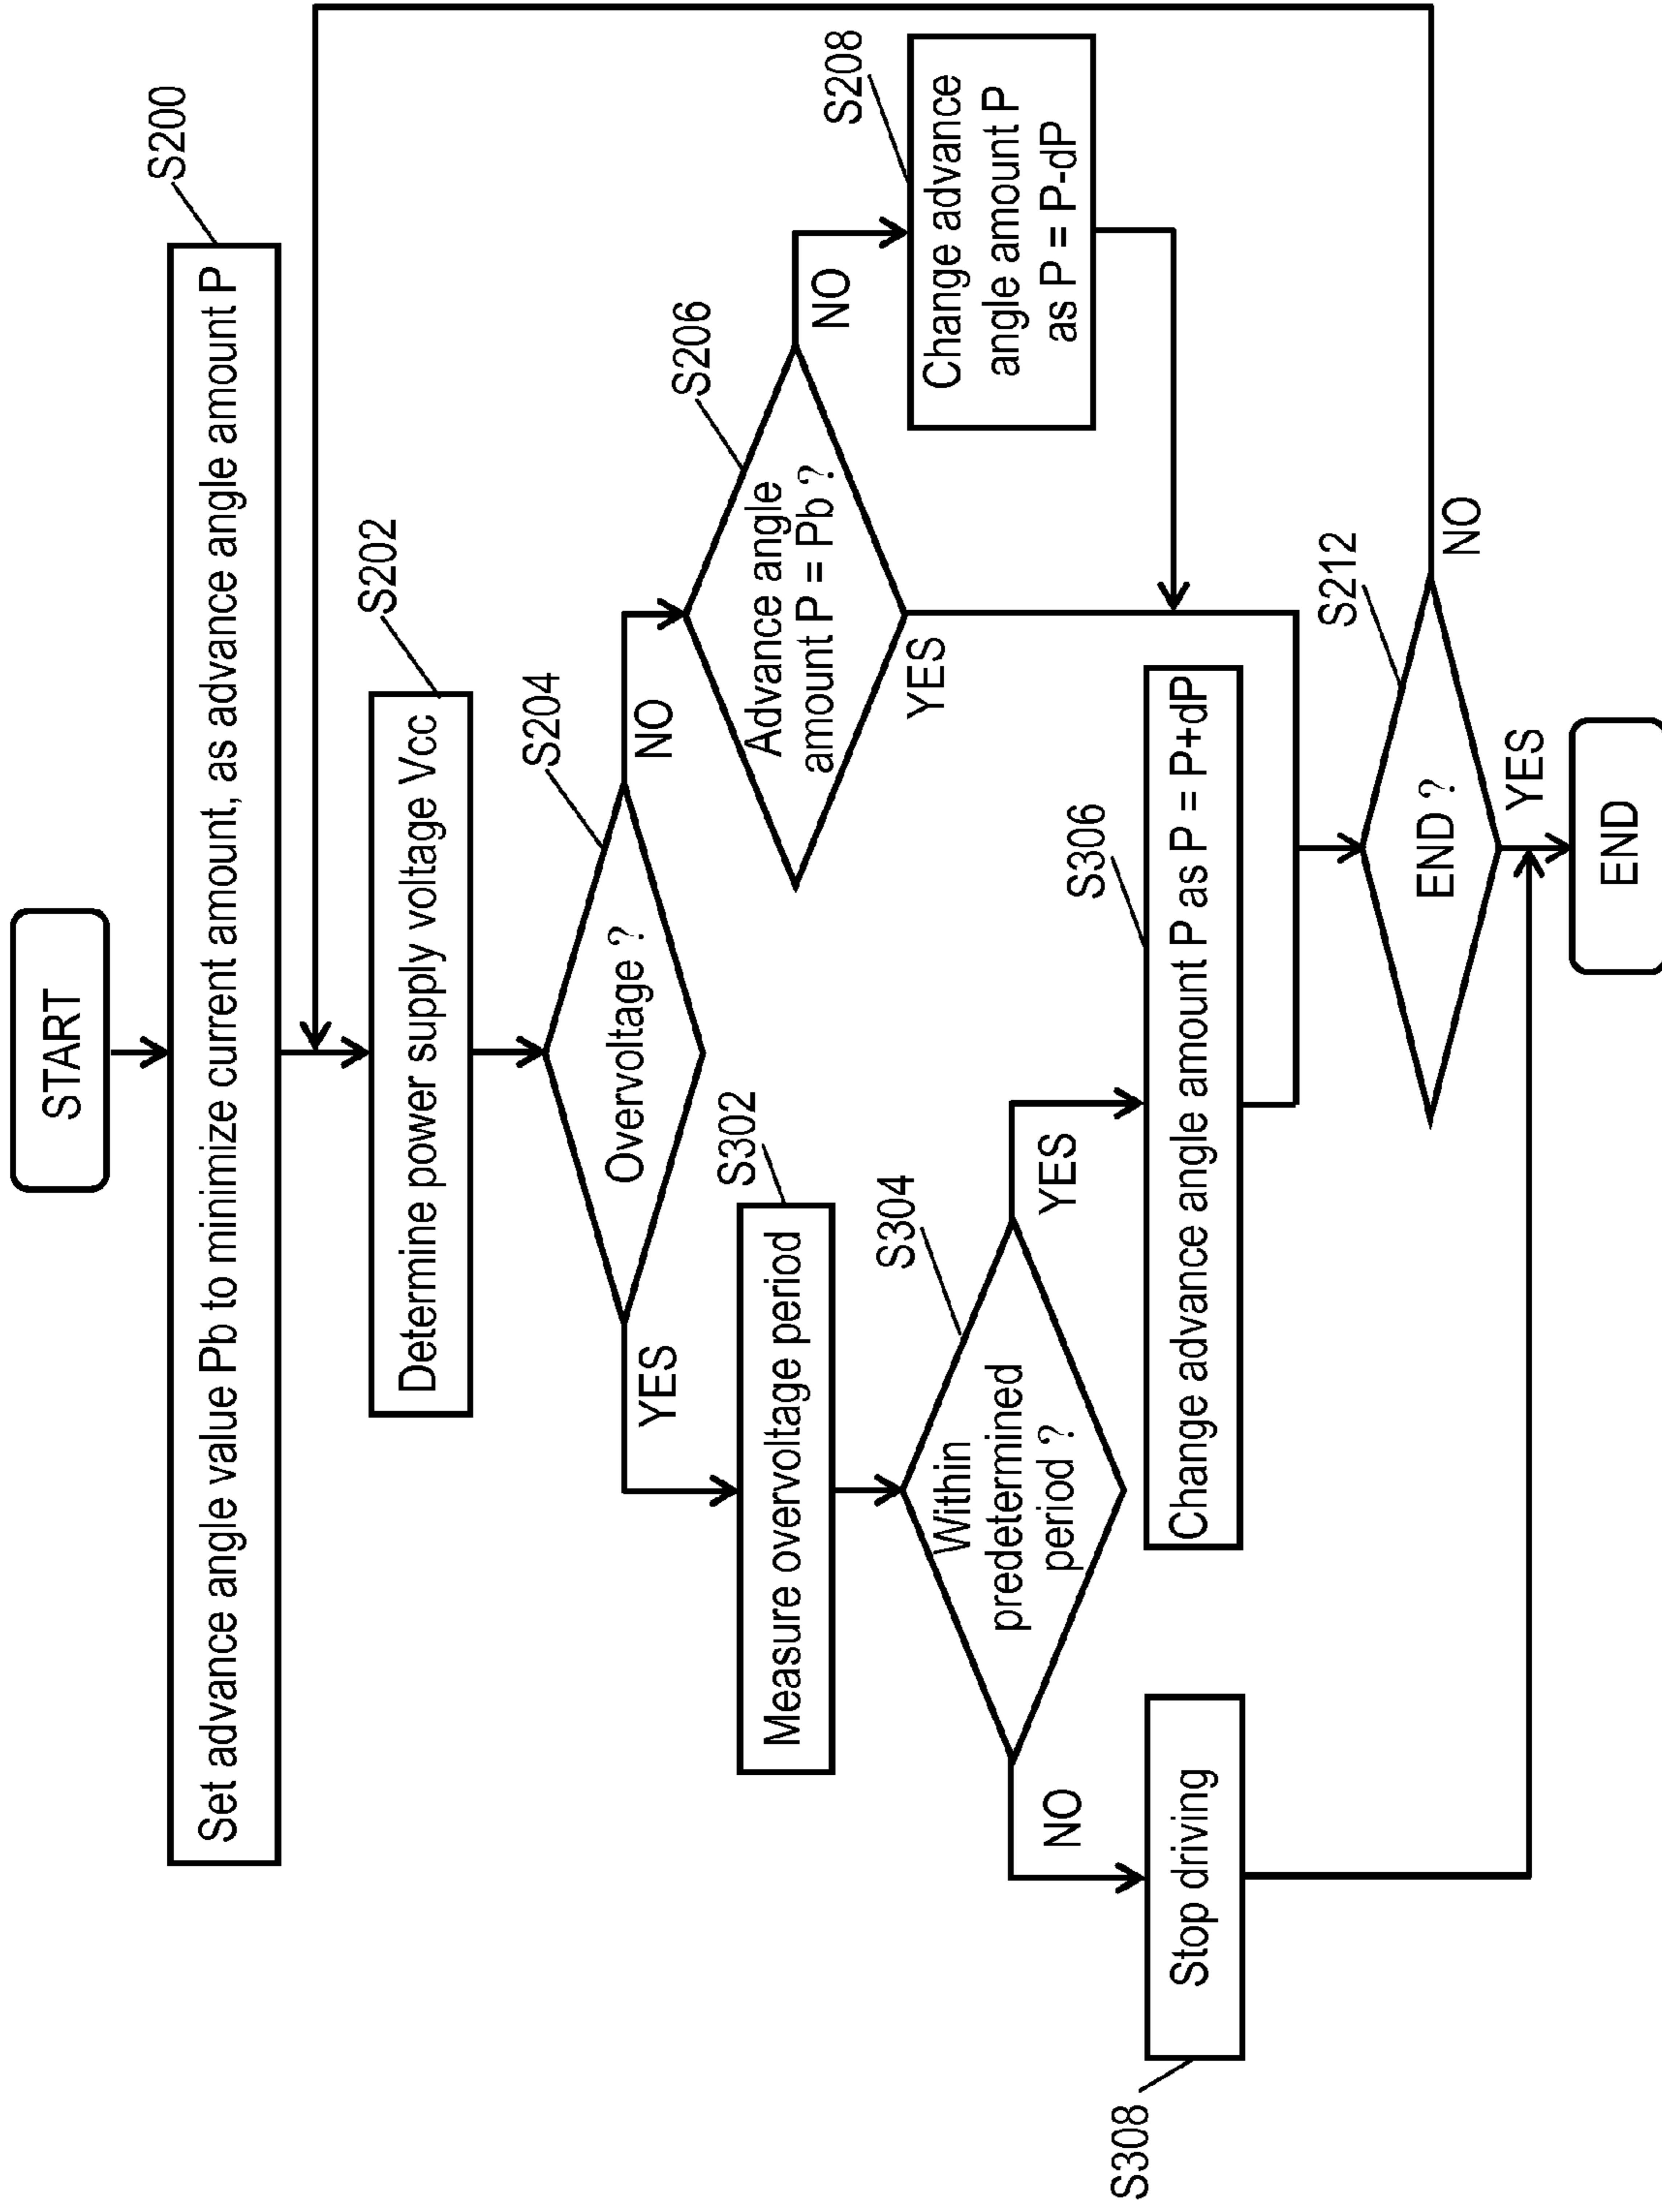 START
S200
Set advance angle value Pb to minimize current amount, as advance angle amount P
S202
Determine power supply voltage Vcc
S204
Overvoltage ?
YES
NO
S302
Measure overvoltage period
S206
Advance angle
amount P = Pb ?
NO
YES
S208
Change advance
angle amount P
as P = P-dP
S304
Within
predetermined
period ?
NO
YES
S308
Stop driving
S306
Change advance angle amount P as P = P+dP
S212
END ?
NO
YES
END